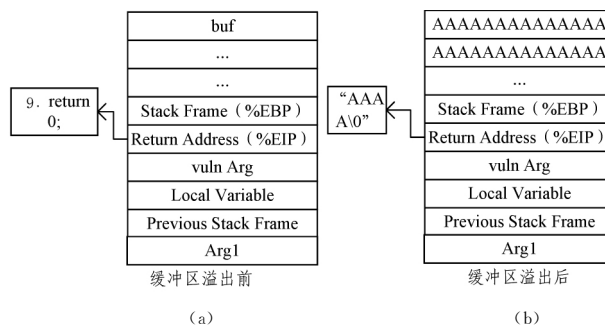 buf
...
...
9. return
0;
Stack Frame（%EBP）
Return Address（%EIP）
vuln Arg
Local Variable
Previous Stack Frame
Arg1
缓冲区溢出前
（a）
AAAAAAAAAAAAAA
AAAAAAAAAAAAAA
...
“AAA
A\0”
Stack Frame（%EBP）
Return Address（%EIP）
vuln Arg
Local Variable
Previous Stack Frame
Arg1
缓冲区溢出后
（b）